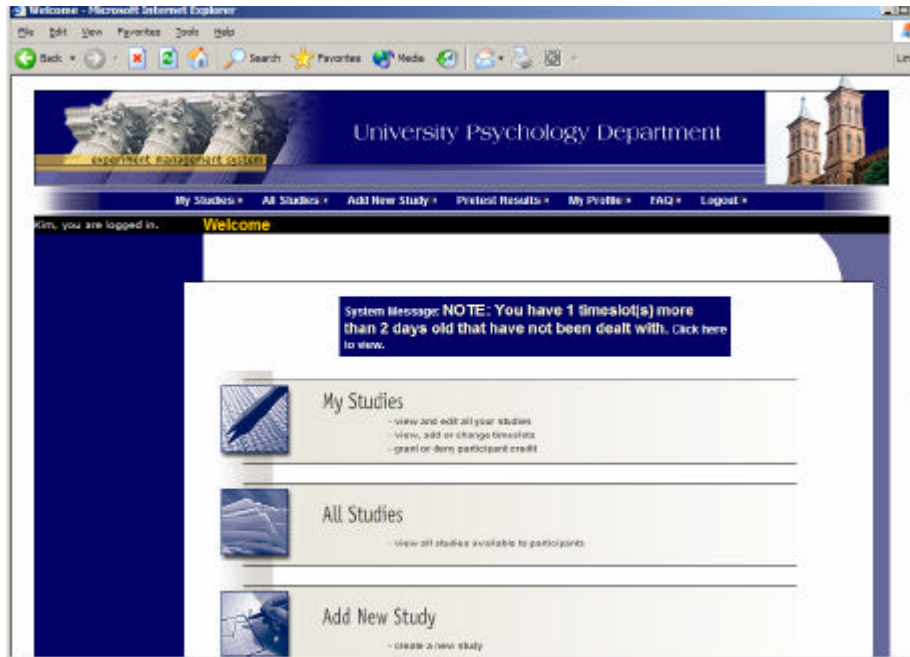 Welcome - Microsoft Internet Explorer
File Edit View Favorites Tools Help
Back Search Favorites Media
University Psychology Department
experiment management system
My Studies All Studies Add New Study Pretest Results My Profile FAQ Logout
Kim, you are logged in. Welcome
System Message: NOTE: You have 1 timeslot(s) more
than 2 days old that have not been dealt with. Click here
to view.
My Studies
- view and edit all your studies
- view, add or change timeslots
- grant or deny participant credit
All Studies
- view all studies available to participants
Add New Study
- create a new study